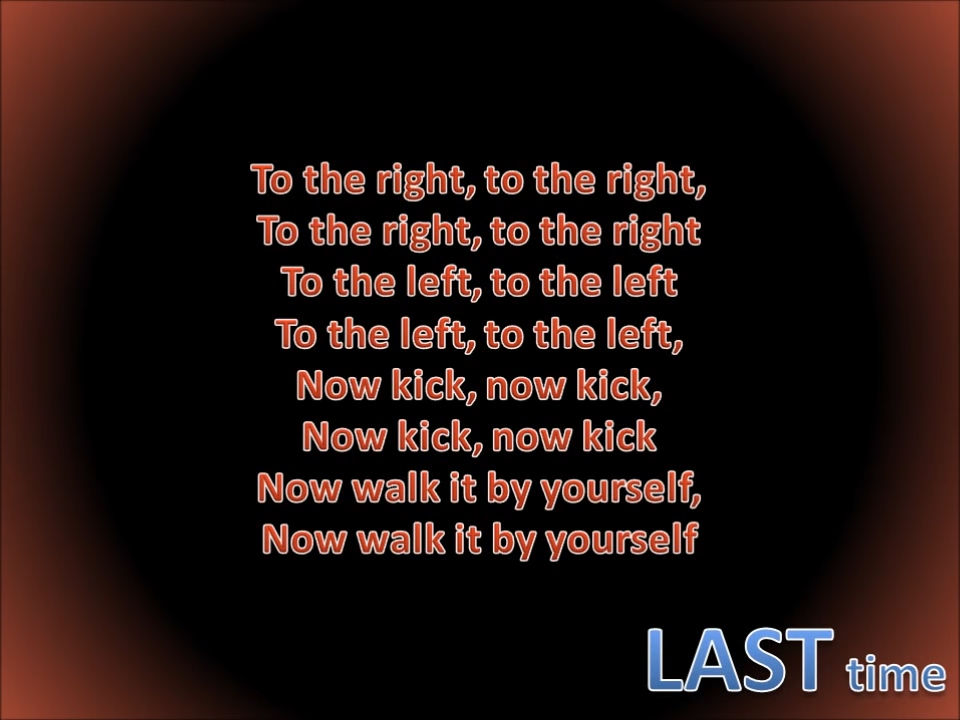 To the right, to the right,
To the right, to the right
To the left, to the left
To the left, to the left,
Now kick, now kick,
Now kick, now kick
Now walk it by yourself,
Now walk it by yourself
LAST time